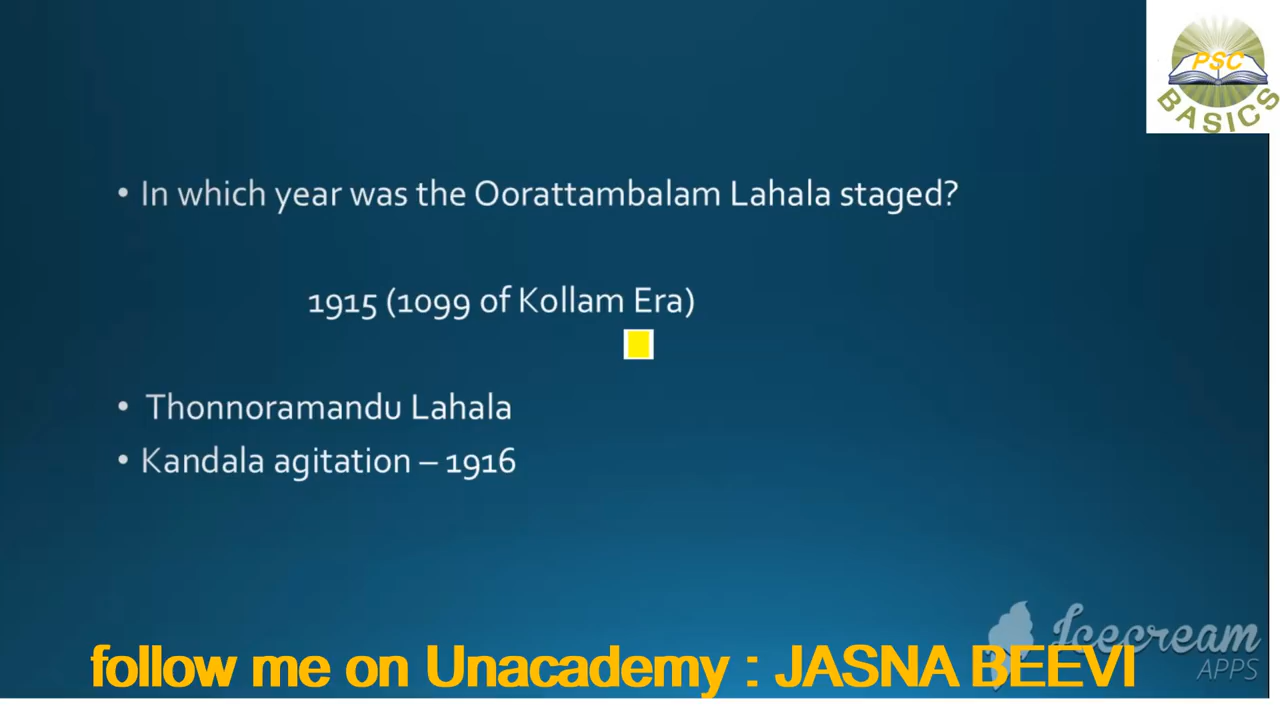 PSC
BASICS
• In which year was the Oorattambalam Lahala staged?
1915 (1099 of Kollam Era)
• Thonnoramandu Lahala
• Kandala agitation – 1916
Icecream
APPS
follow me on Unacademy : JASNA BEEVI